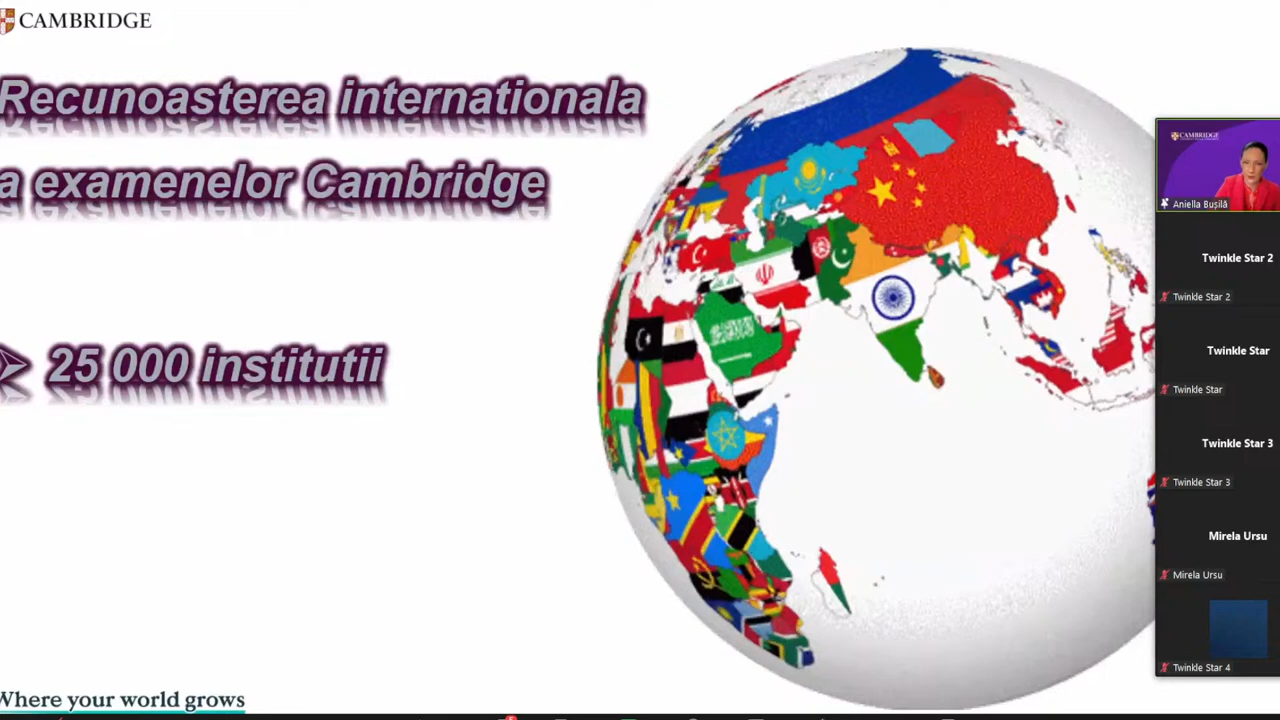 CAMBRIDGE
Recunoasterea internationala
a examenelor Cambridge
25 000 institutii
Where your world grows
CAMBRIDGE
Aniella Bușilă
Twinkle Star 2
Twinkle Star 2
Twinkle Star
Twinkle Star
Twinkle Star 3
Twinkle Star 3
Mirela Ursu
Mirela Ursu
Twinkle Star 4